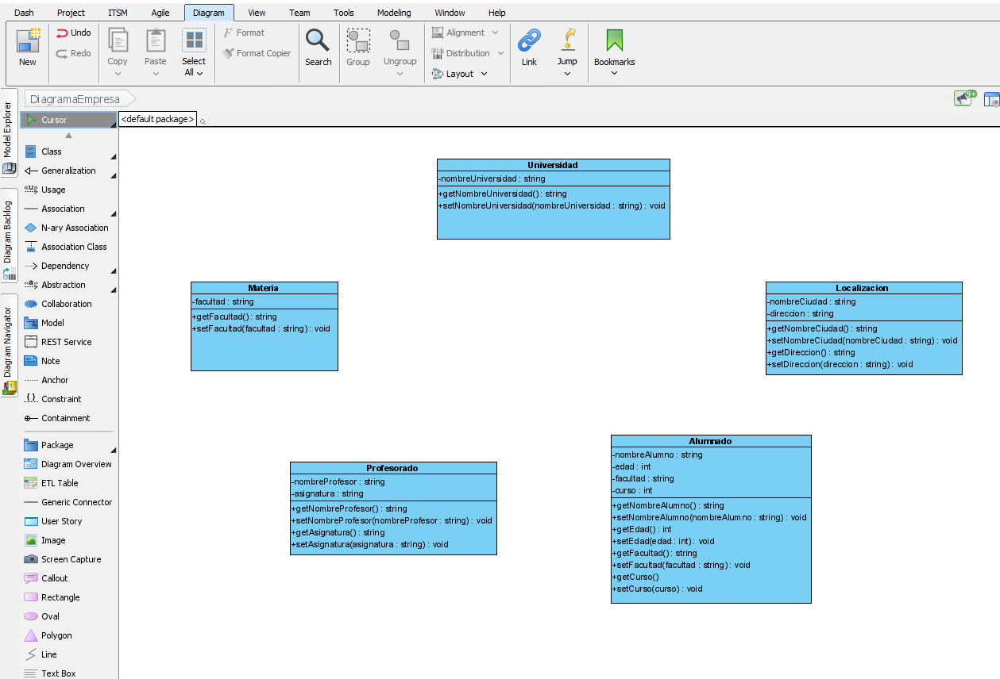 Dash Project ITSM Agile Diagram View Team Tools Modeling Window Help
New
Undo
Redo
Copy
Paste
Select
All
Format
Format Copier
Search
Group
Ungroup
Alignment
Distribution
Layout
Link
Jump
Bookmarks
DiagramaEmpresa
9+
Model Explorer
Diagram Backlog
Diagram Navigator
Cursor
Class
Generalization
Usage
Association
N-ary Association
Association Class
Dependency
Abstraction
Collaboration
Model
REST Service
Note
Anchor
Constraint
Containment
Package
Diagram Overview
ETL Table
Generic Connector
User Story
Image
Screen Capture
Callout
Rectangle
Oval
Polygon
Line
Text Box
<default package>
Universidad
-nombreUniversidad : string
+getNombreUniversidad() : string
+setNombreUniversidad(nombreUniversidad : string) : void
Materia
-facultad : string
+getFacultad() : string
+setFacultad(facultad : string) : void
Localizacion
-nombreCiudad : string
-direccion : string
+getNombreCiudad() : string
+setNombreCiudad(nombreCiudad : string) : void
+getDireccion() : string
+setDireccion(direccion : string) : void
Profesorado
-nombreProfesor : string
-asignatura : string
+getNombreProfesor() : string
+setNombreProfesor(nombreProfesor : string) : void
+getAsignatura() : string
+setAsignatura(asignatura : string) : void
Alumnado
-nombreAlumno : string
-edad : int
-facultad : string
-curso : int
+getNombreAlumno() : string
+setNombreAlumno(nombreAlumno : string) : void
+getEdad() : int
+setEdad(edad : int) : void
+getFacultad() : string
+setFacultad(facultad : string) : void
+getCurso()
+setCurso(curso) : void